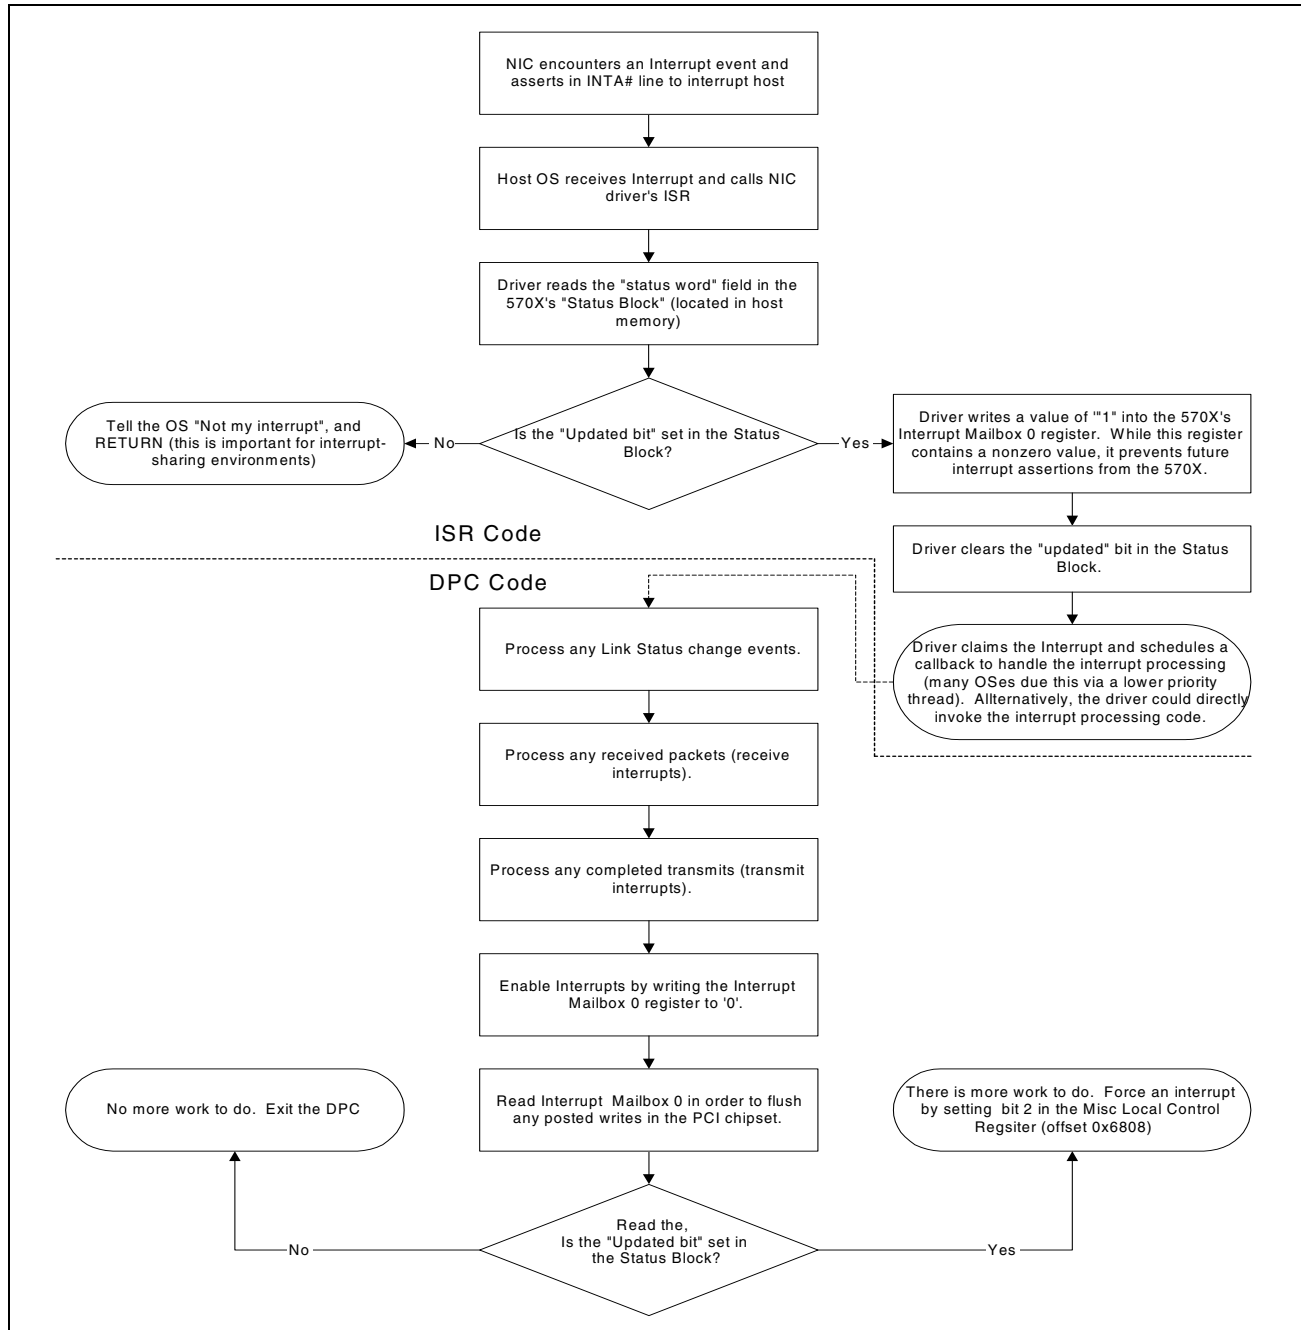 NIC encounters an Interrupt event and
asserts in INTA# line to interrupt host
Host OS receives Interrupt and calls NIC
driver's ISR
Driver reads the "status word" field in the
570X's "Status Block" (located in host
memory)
Is the "Updated bit" set in the Status
Block?
No
Tell the OS "Not my interrupt", and
RETURN (this is important for interrupt-
sharing environments)
Yes
Driver writes a value of '"1" into the 570X's
Interrupt Mailbox 0 register. While this register
contains a nonzero value, it prevents future
interrupt assertions from the 570X.
Driver clears the "updated" bit in the Status
Block.
Driver claims the Interrupt and schedules a
callback to handle the interrupt processing
(many OSes due this via a lower priority
thread). Allternatively, the driver could directly
invoke the interrupt processing code.
ISR Code
DPC Code
Process any Link Status change events.
Process any received packets (receive
interrupts).
Process any completed transmits (transmit
interrupts).
Enable Interrupts by writing the Interrupt
Mailbox 0 register to '0'.
Read Interrupt Mailbox 0 in order to flush
any posted writes in the PCI chipset.
Read the,
Is the "Updated bit" set in
the Status Block?
No
No more work to do. Exit the DPC
Yes
There is more work to do. Force an interrupt
by setting bit 2 in the Misc Local Control
Regsiter (offset 0x6808)